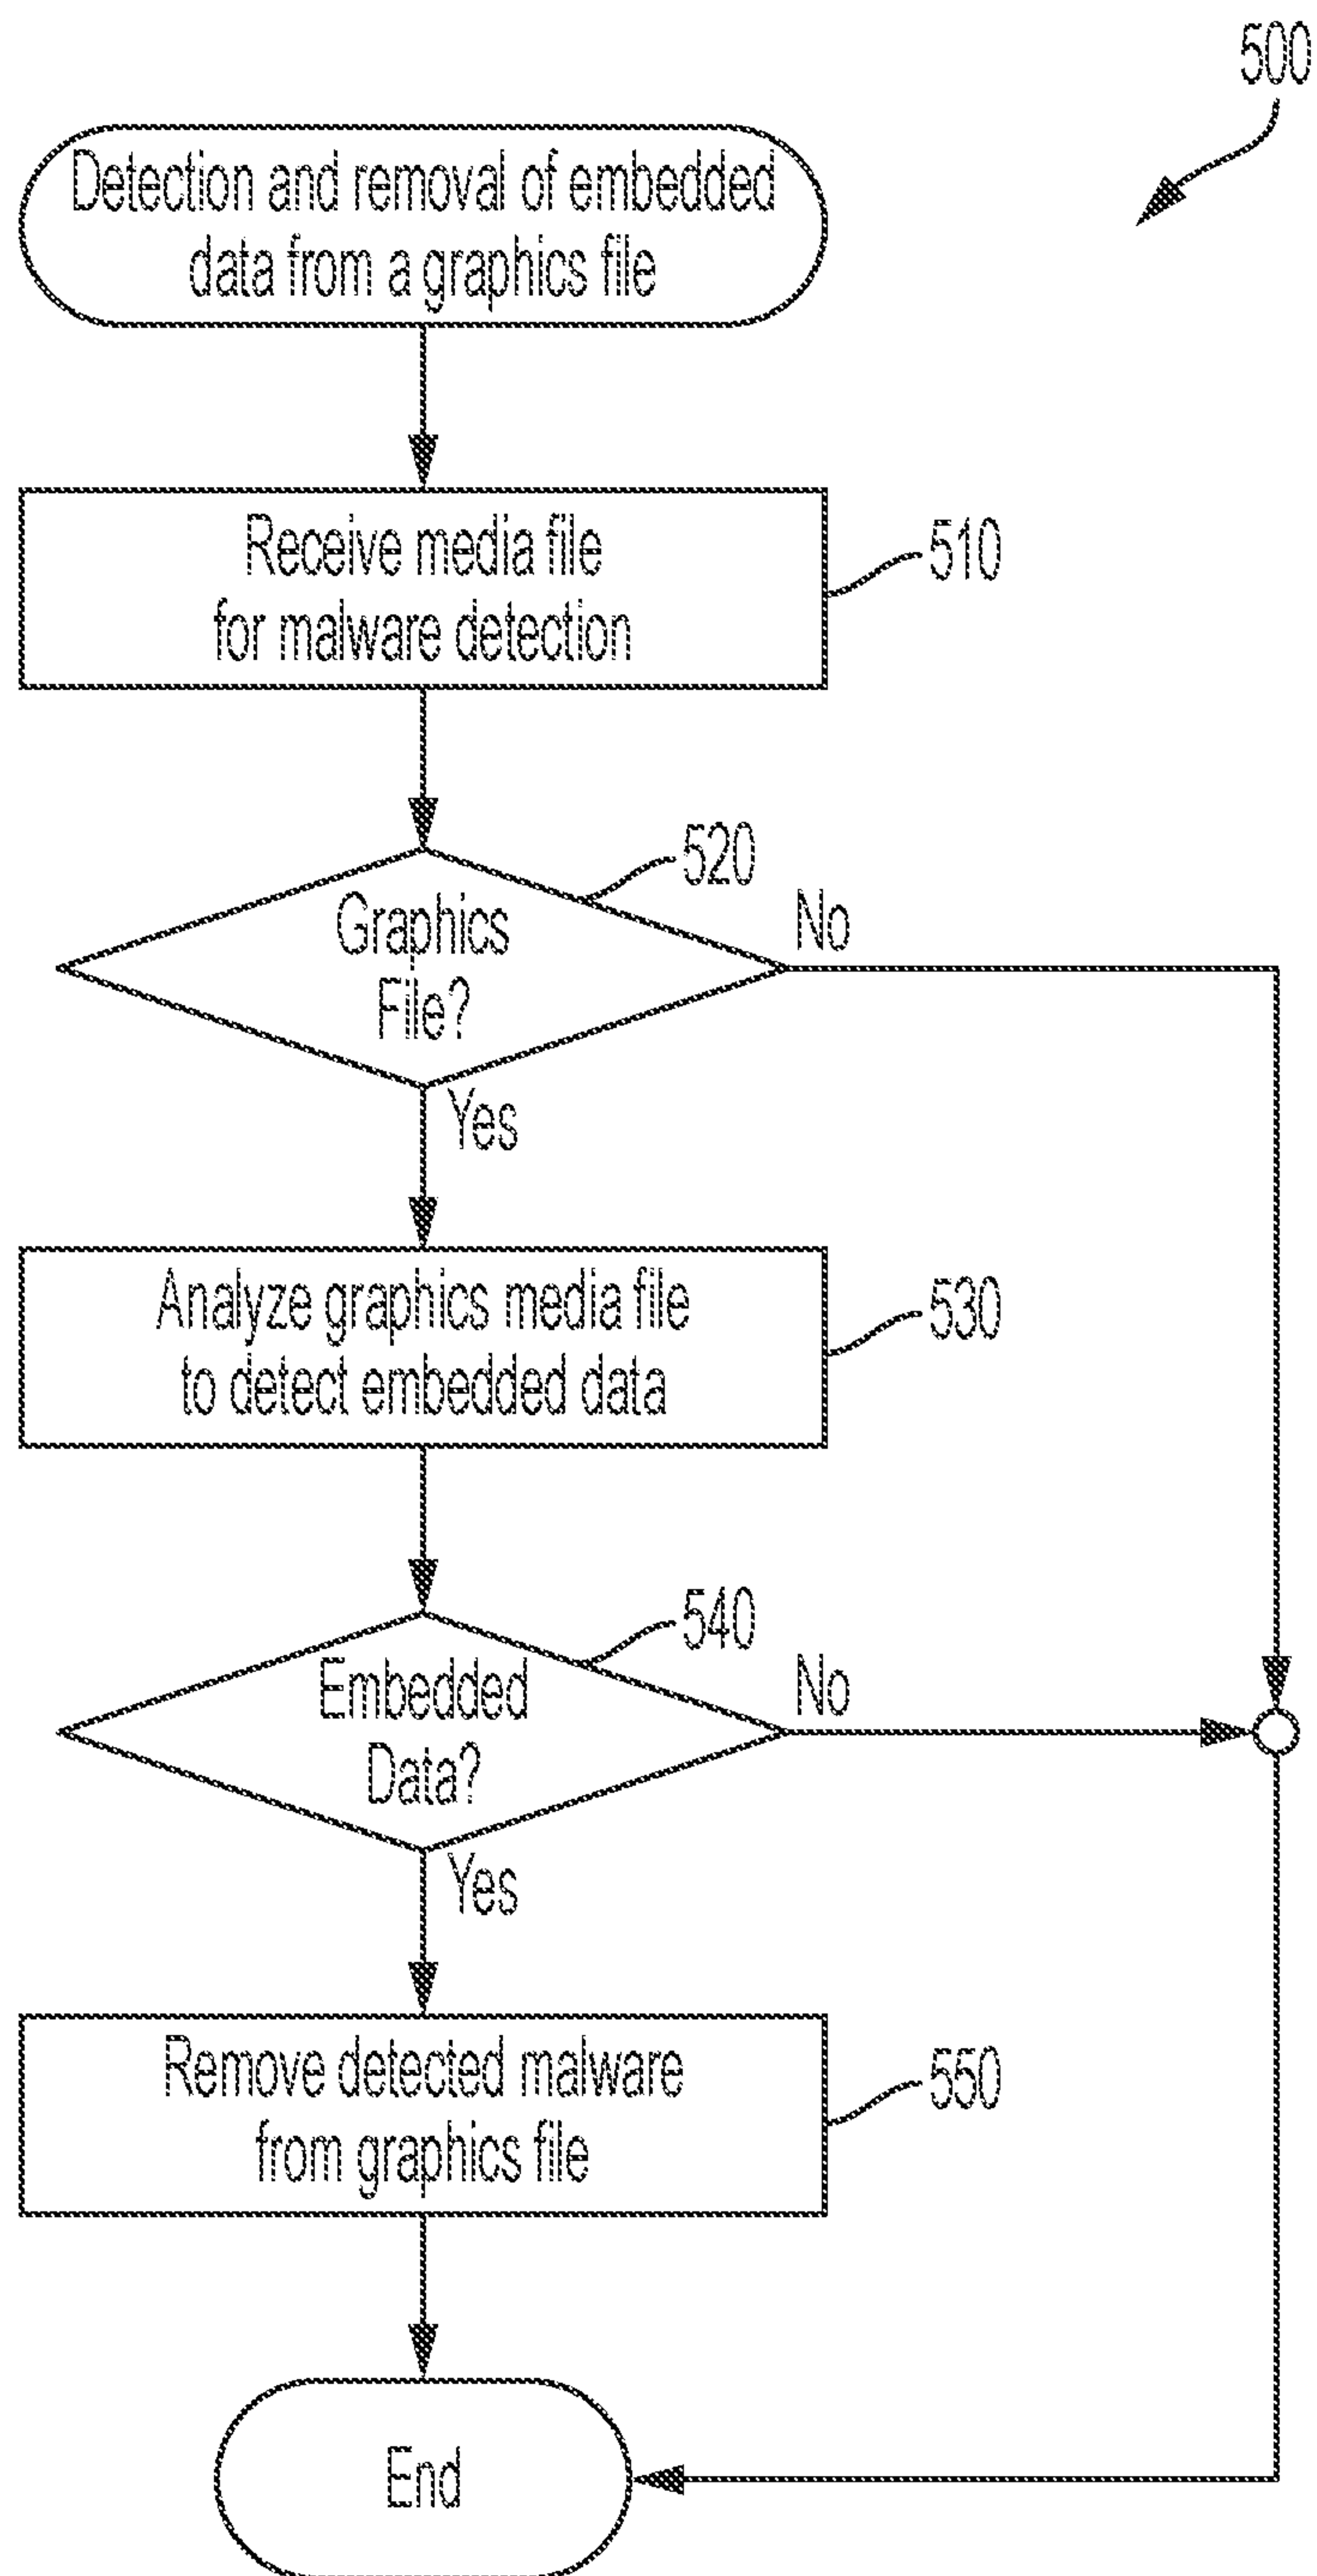 500
Detection and removal of embedded
data from a graphics file
Receive media file
for malware detection
510
520
Graphics
File?
No
Yes
Analyze graphics media file
to detect embedded data
530
540
Embedded
Data?
No
Yes
Remove detected malware
from graphics file
550
End